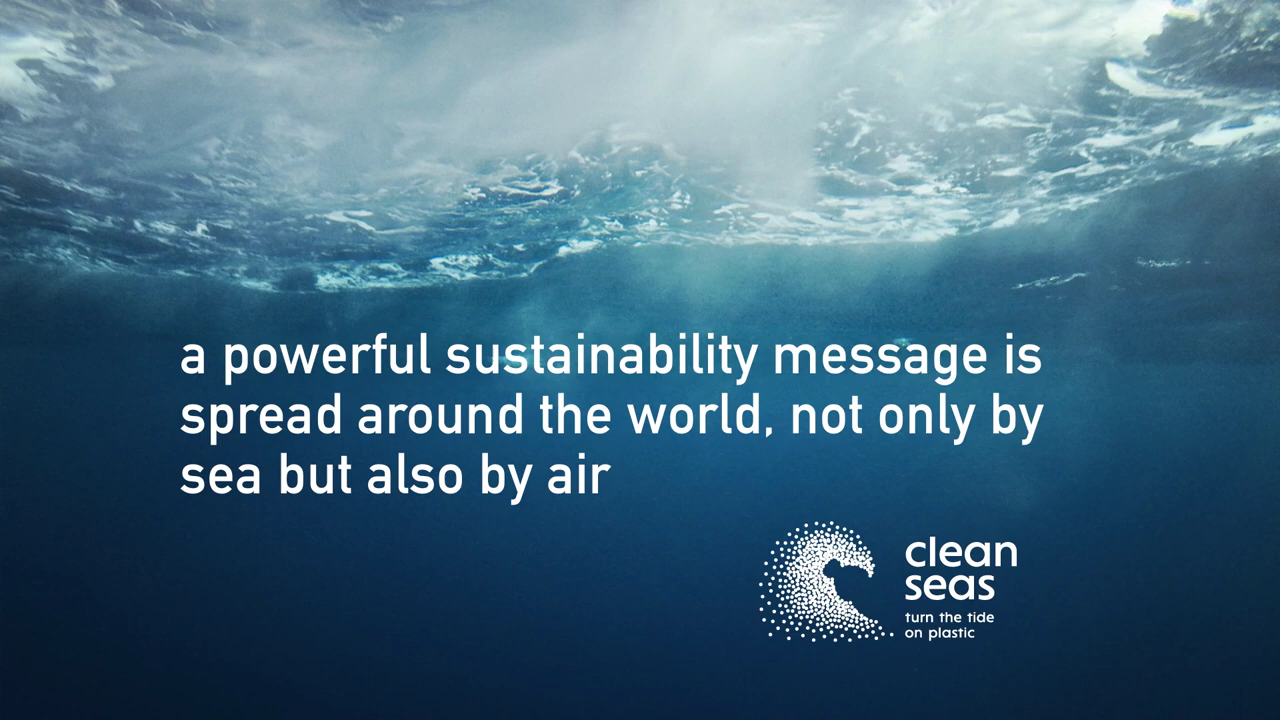 a powerful sustainability message is
spread around the world, not only by
sea but also by air
clean
seas
turn the tide
on plastic